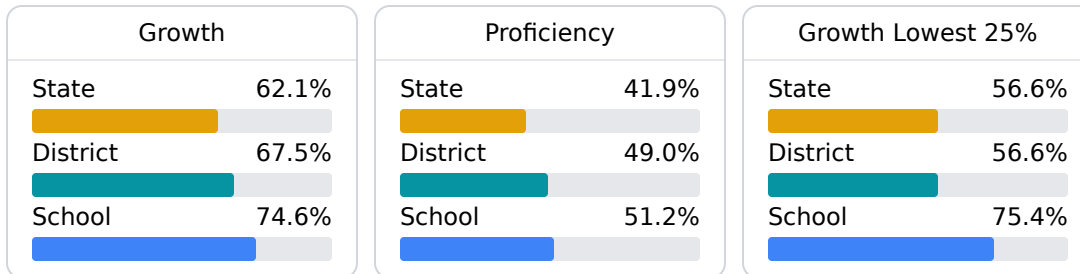 Growth
State 62.1%
District 67.5%
School 74.6%
Proficiency
State 41.9%
District 49.0%
School 51.2%
Growth Lowest 25%
State 56.6%
District 56.6%
School 75.4%